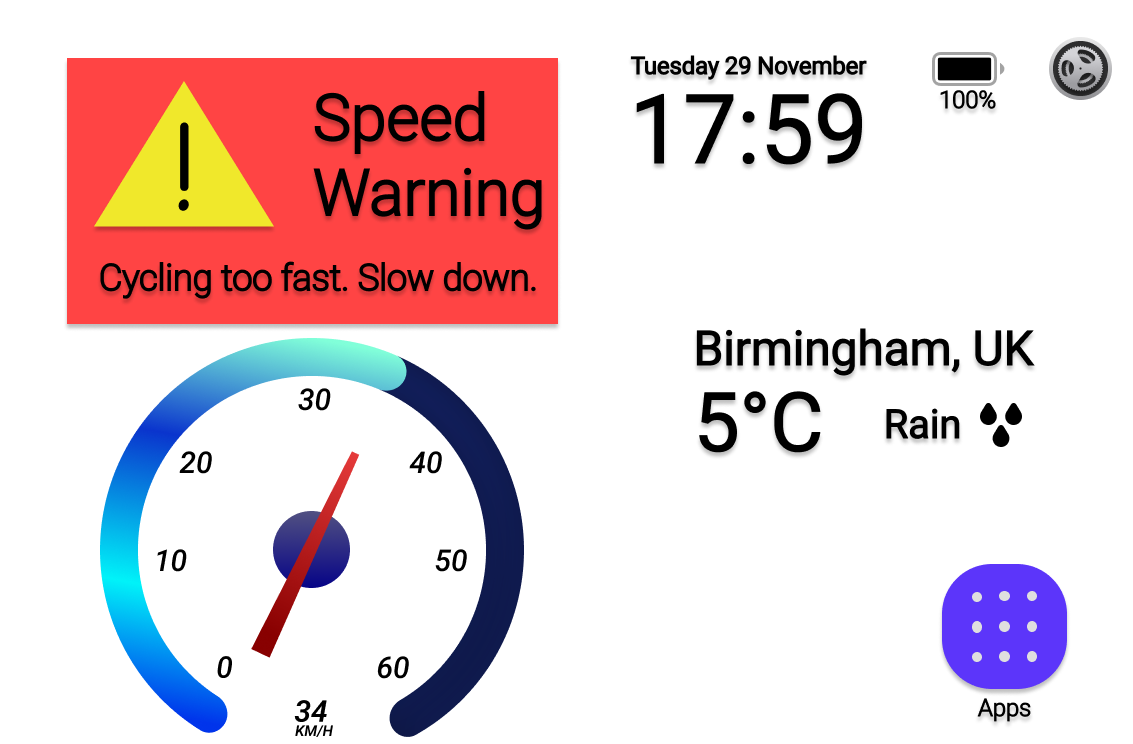 Speed
Warning
!
Cycling too fast. Slow down.
Tuesday 29 November
17:59
100%
Birmingham, UK
5°C
Rain
30
20
40
10
50
0
60
34
KM/H
Apps